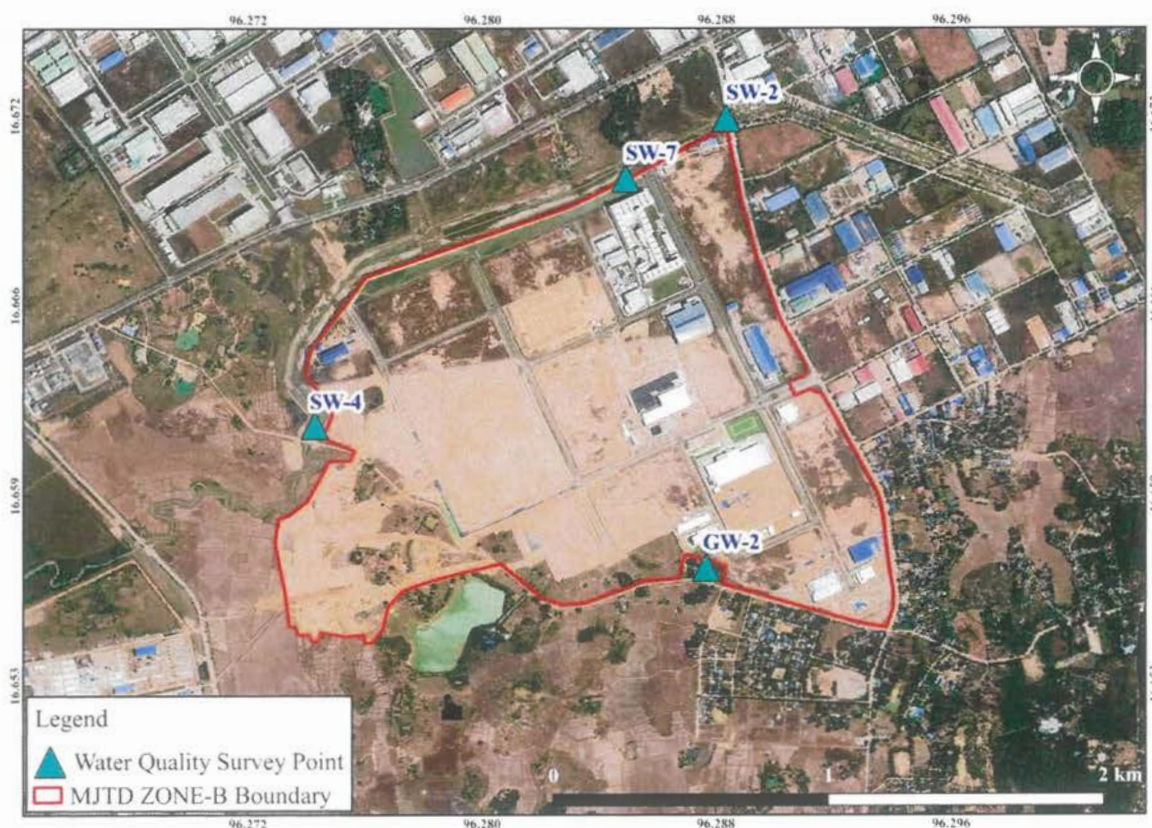 96.272 96.280 96.288 96.296
N
E
S
16.672
SW-2
SW-7
16.666
SW-4
16.659
GW-2
16.653
Legend
Water Quality Survey Point
MJTD ZONE-B Boundary
0 1 2 km
96.272 96.280 96.288 96.296